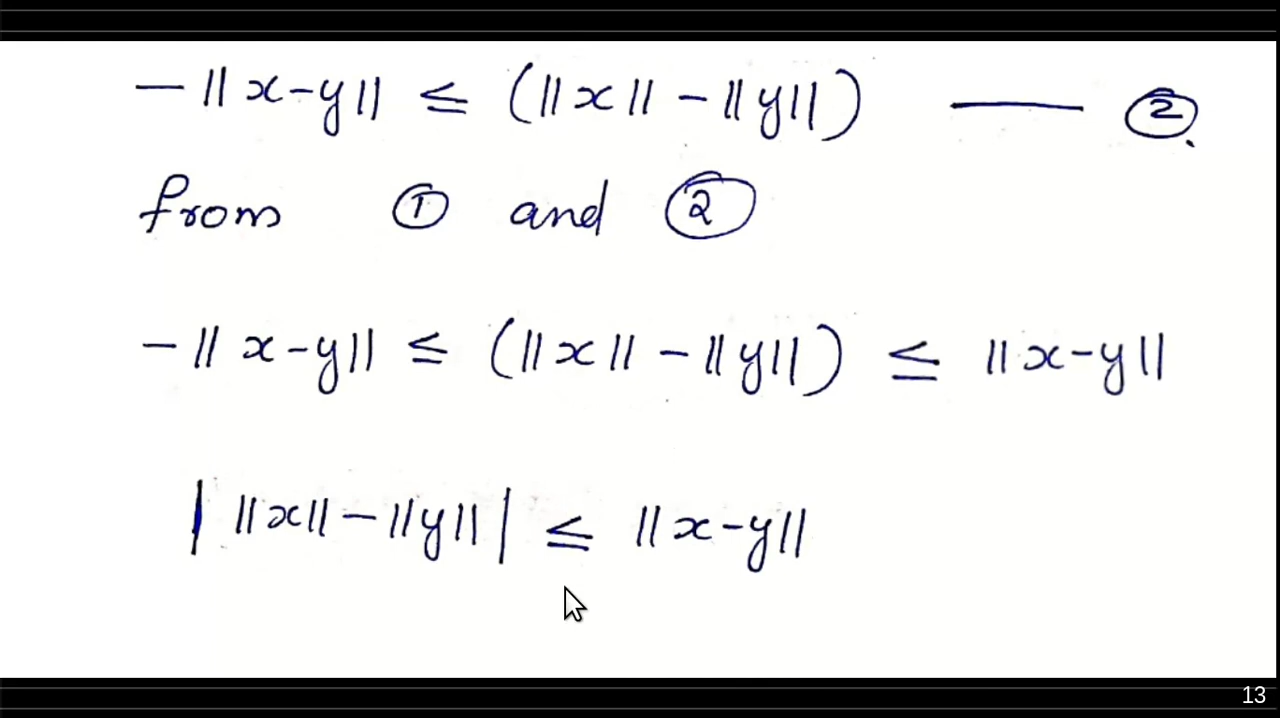 − ||x−y|| ≤ (||x|| − ||y||) —— ②.
from ① and ②
− ||x−y|| ≤ (||x|| − ||y||) ≤ ||x−y||
| ||x|| − ||y|| | ≤ ||x−y||
13